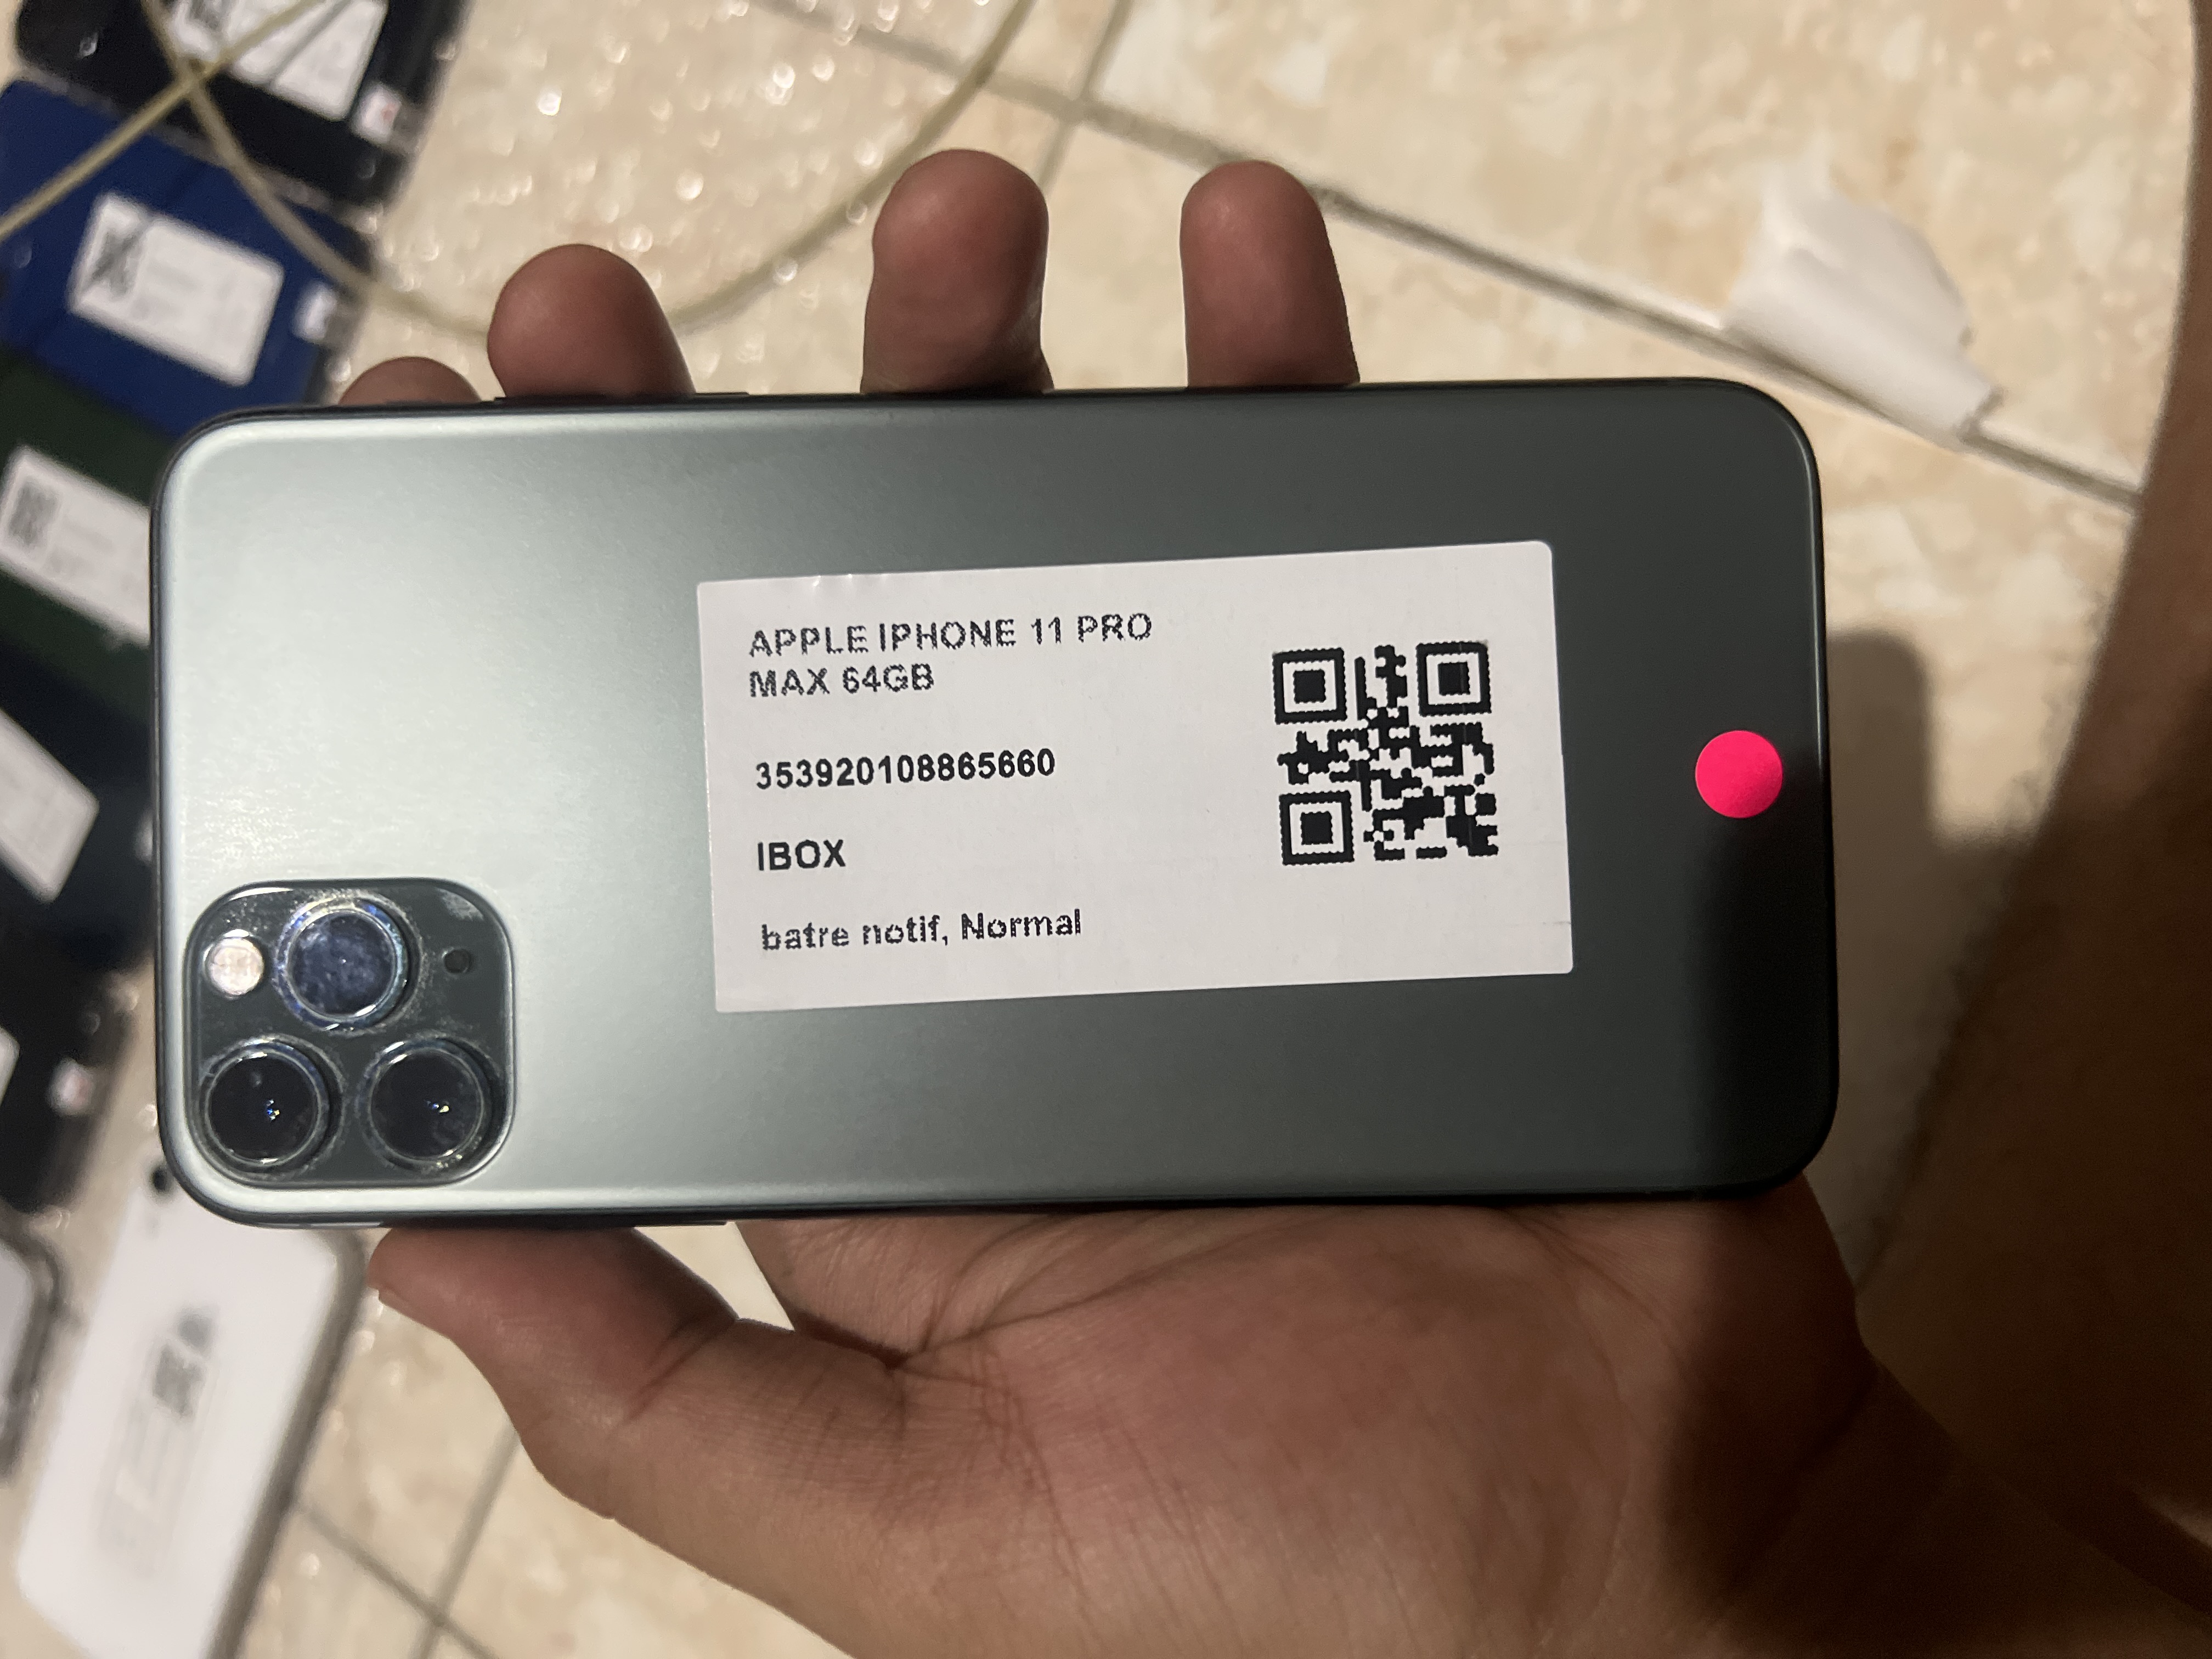 APPLE IPHONE 11 PRO
MAX 64GB
353920108865660
IBOX
batre notif, Normal